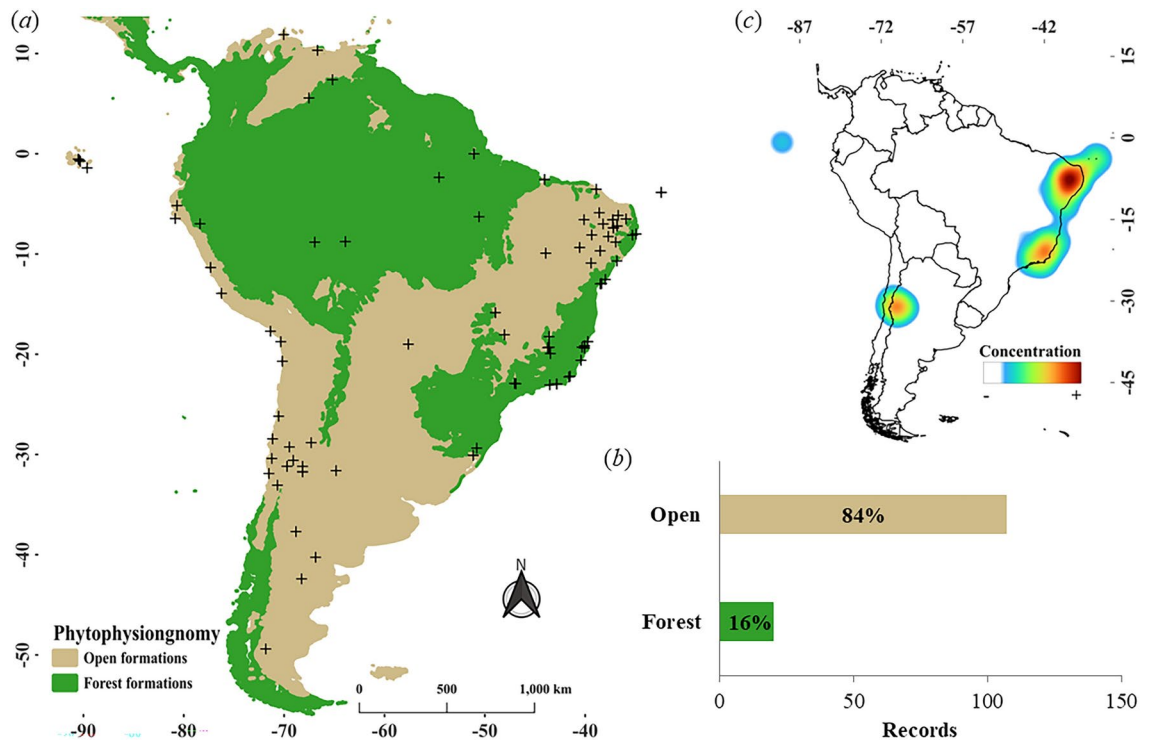 (a)
10
0
-10
-20
-30
-40
-50
N
Phytophysiongnomy
Open formations
Forest formations
0 500 1,000 km
-90 -80 -70 -60 -50 -40
(c)
-87 -72 -57 -42
15
0
-15
-30
-45
Concentration
- +
(b)
Open 84%
Forest 16%
50 100 150
Records